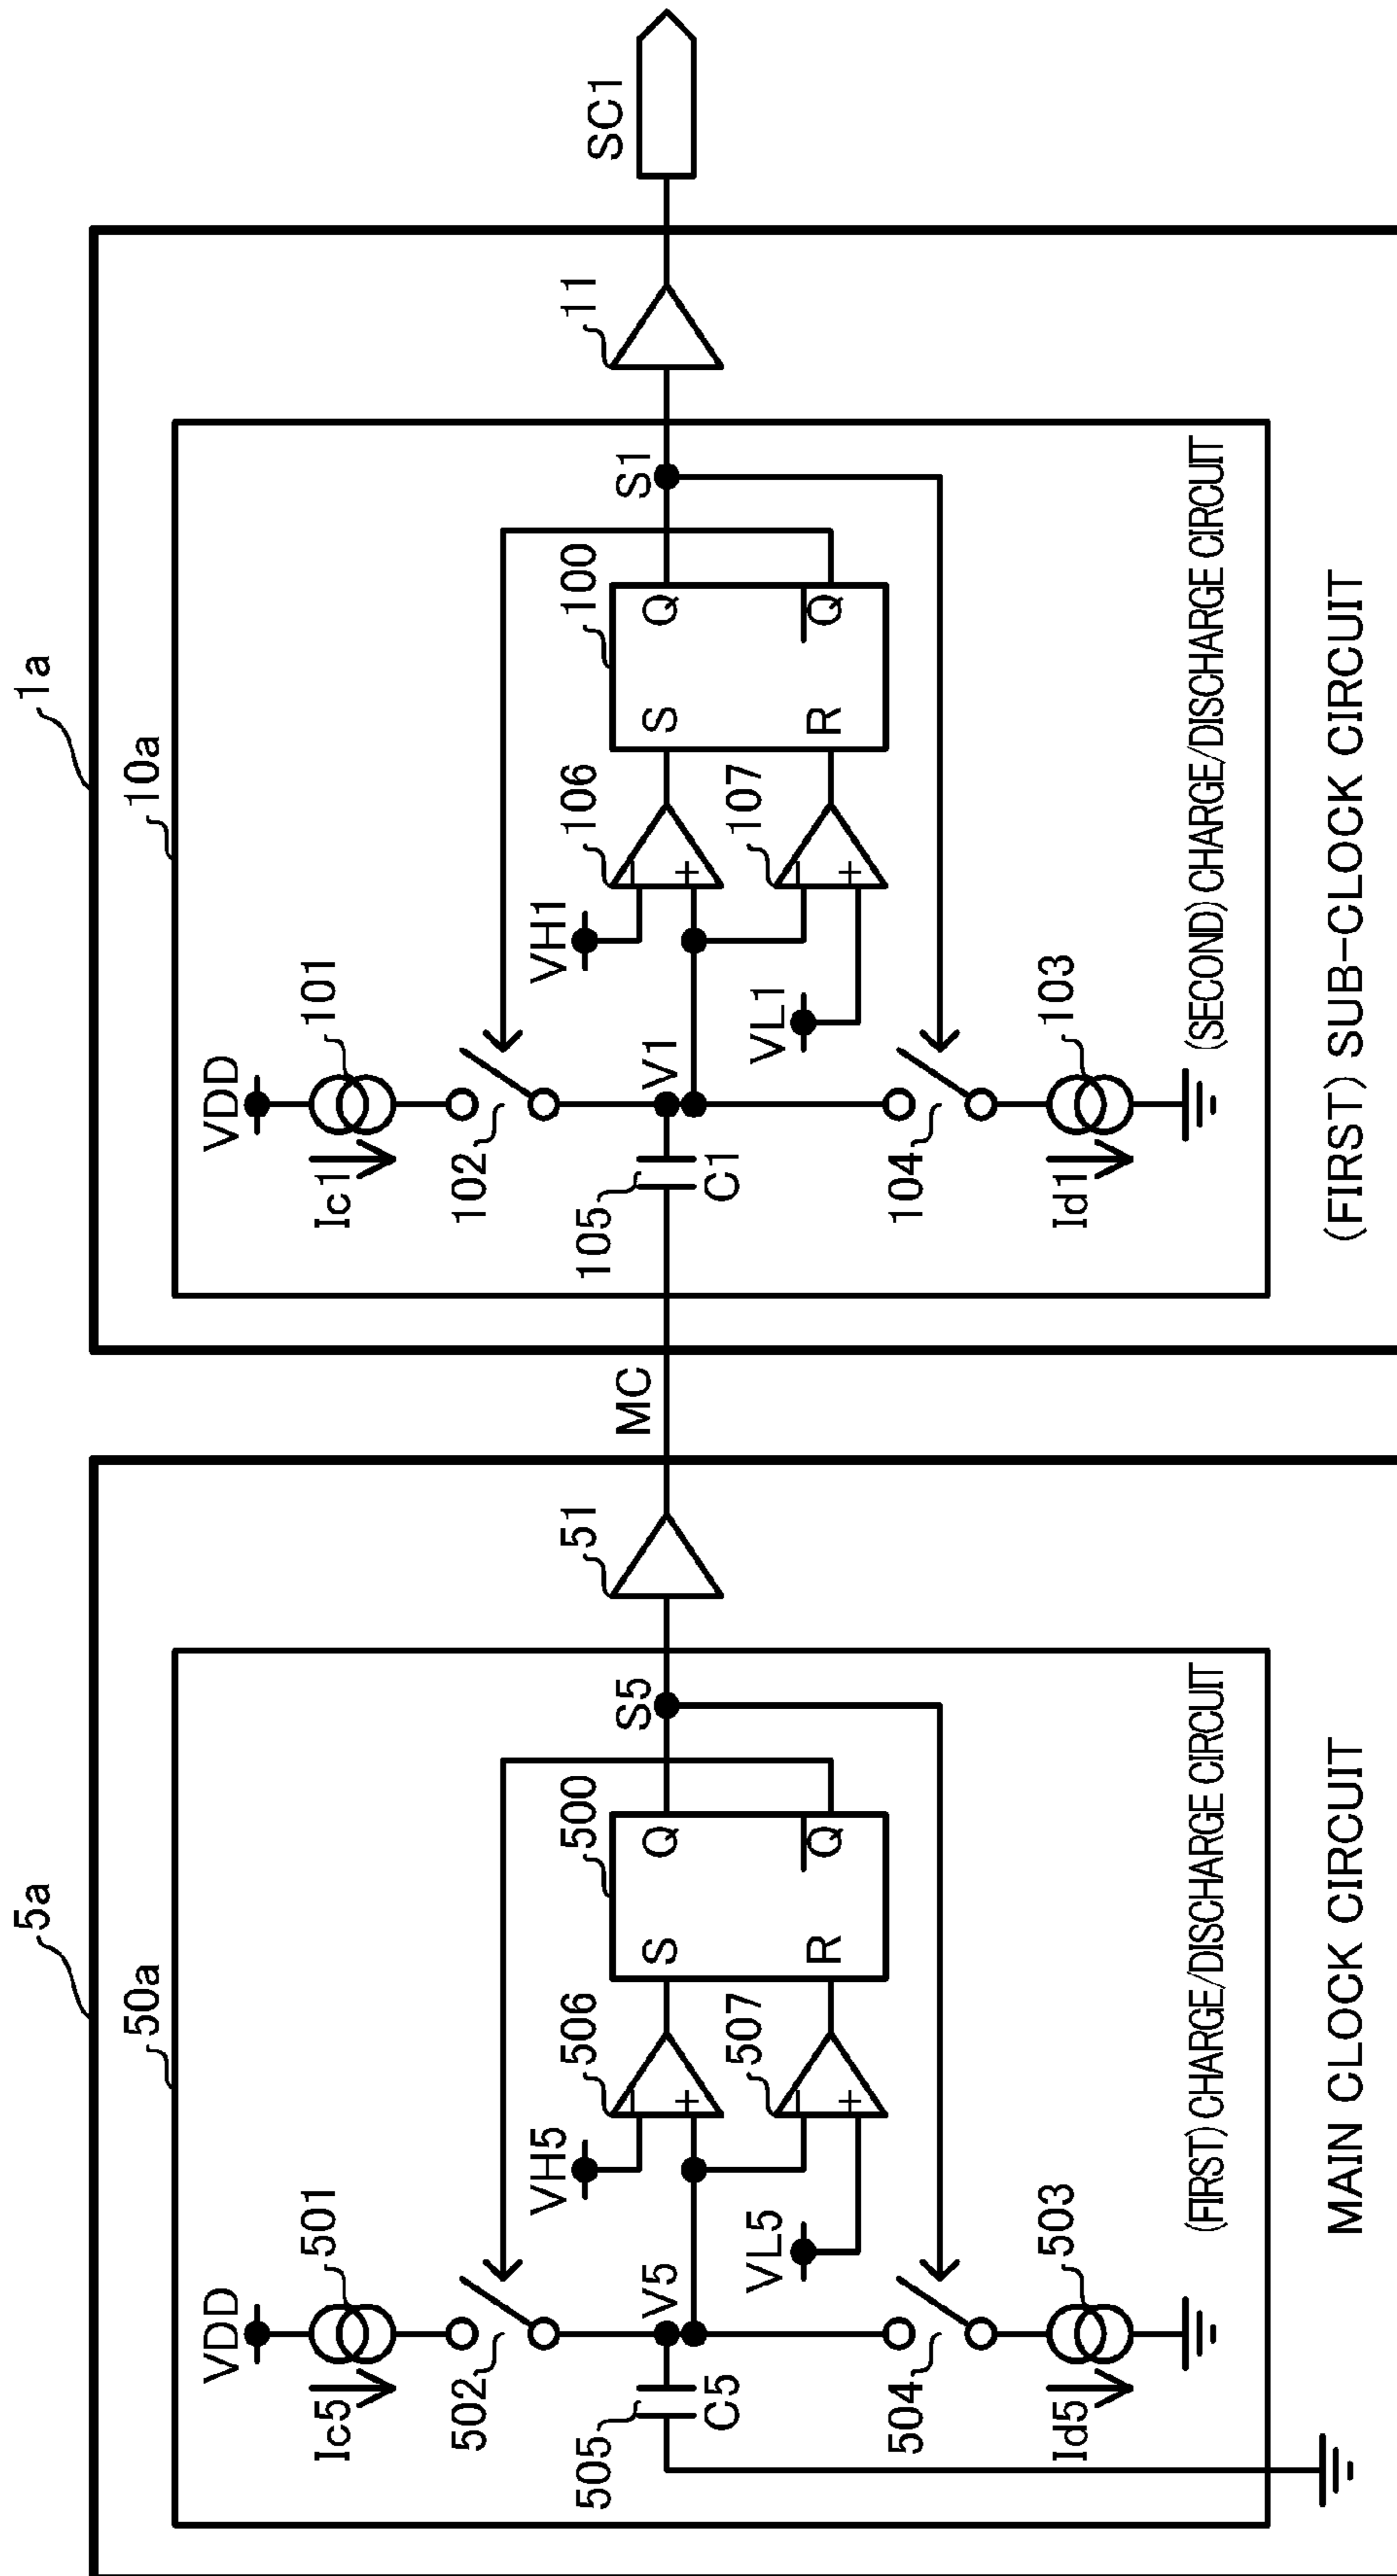 5a
50a
VDD
501
Ic5
502
VH5
506
500
S
Q
S5
51
V5
505
C5
507
R
Q
VL5
504
503
Id5
(FIRST) CHARGE/DISCHARGE CIRCUIT
MAIN CLOCK CIRCUIT
MC
1a
10a
VDD
101
Ic1
102
VH1
106
100
S
Q
S1
11
SC1
V1
105
C1
107
R
Q
VL1
104
103
Id1
(SECOND) CHARGE/DISCHARGE CIRCUIT
(FIRST) SUB-CLOCK CIRCUIT